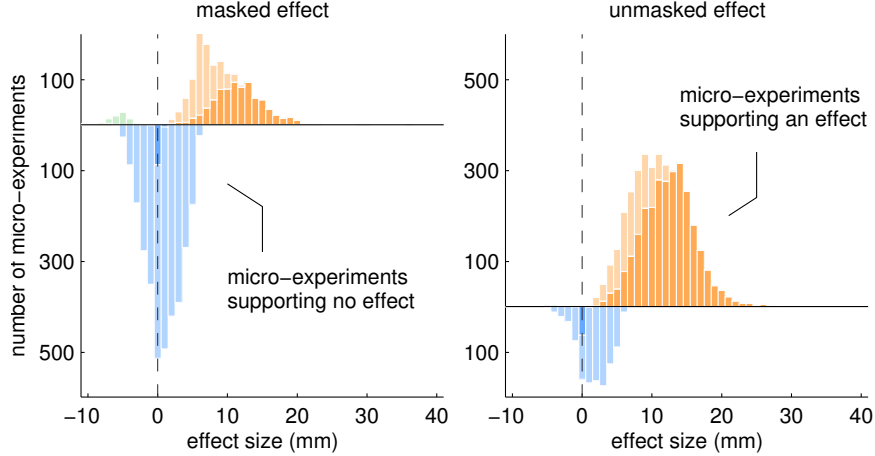 masked effect
unmasked effect
number of micro−experiments
100
100
300
500
micro−experiments
supporting no effect
−10
0
10
20
30
40
effect size (mm)
500
300
100
100
micro−experiments
supporting an effect
−10
0
10
20
30
40
effect size (mm)